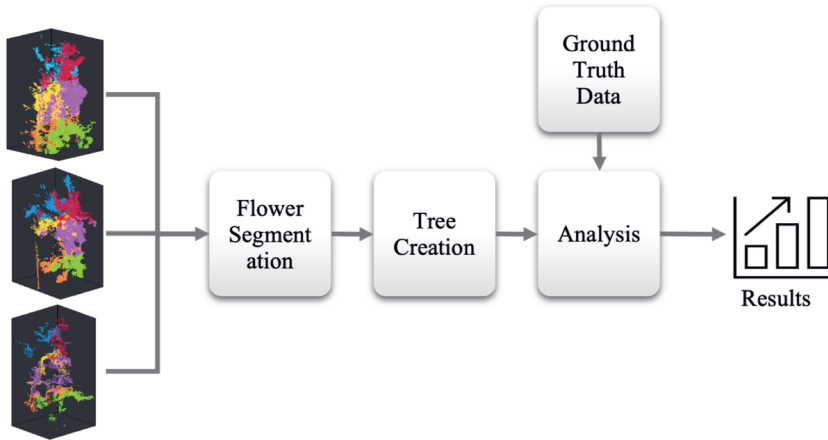 Ground
Truth
Data
Flower
Segment
ation
Tree
Creation
Analysis
Results